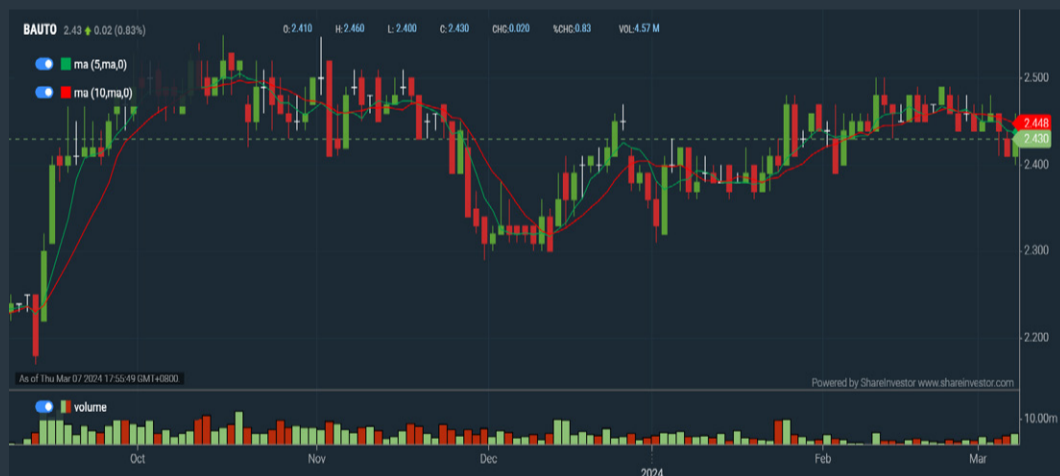 BAUTO 2.43 0.02 (0.83%) O: 2.410 H: 2.460 L: 2.400 C: 2.430 CHG:0.020 %CHG:0.83 VOL:4.57 M
ma (5,ma,0)
ma (10,ma,0)
2.500
2.448
2.430
2.400
2.300
2.200
As of Thu Mar 07 2024 17:55:49 GMT+0800.
Powered by ShareInvestor www.shareinvestor.com
volume
10.00m
Oct Nov Dec 2024 Feb Mar